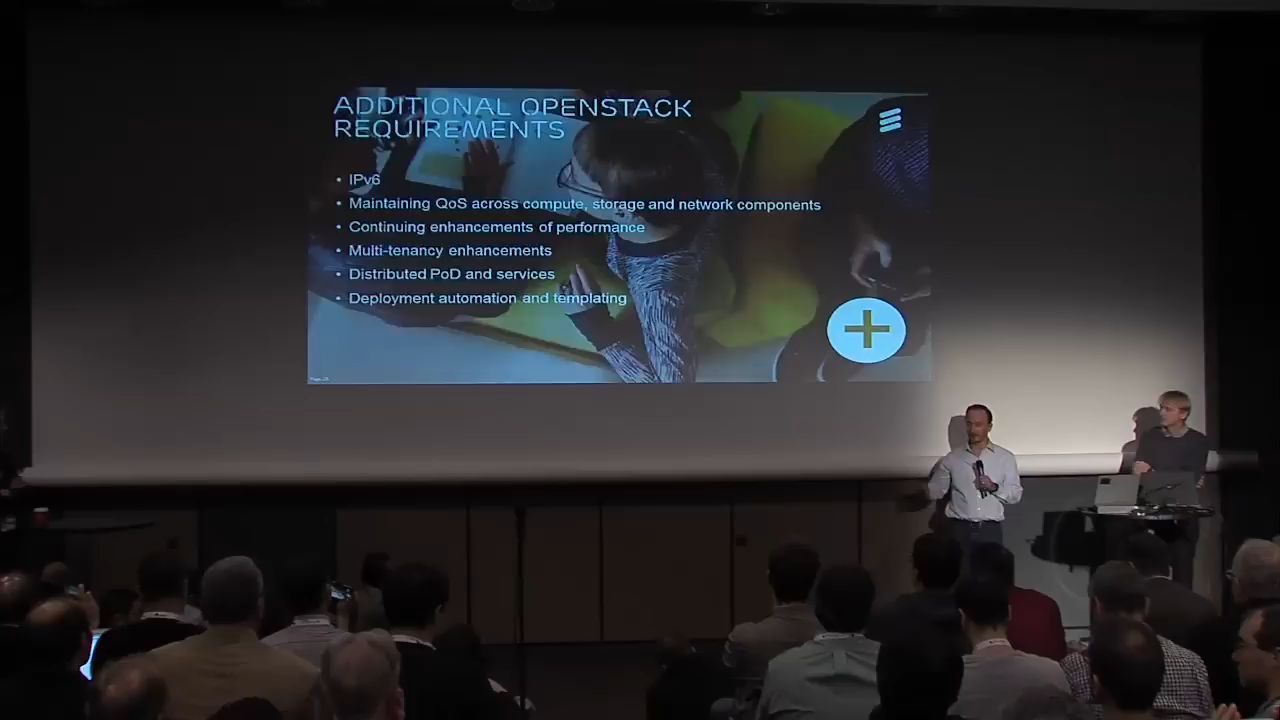 ADDITIONAL OPENSTACK
REQUIREMENTS
• IPv6
• Maintaining QoS across compute, storage and network components
• Continuing enhancements of performance
• Multi-tenancy enhancements
• Distributed PoD and services
• Deployment automation and templating